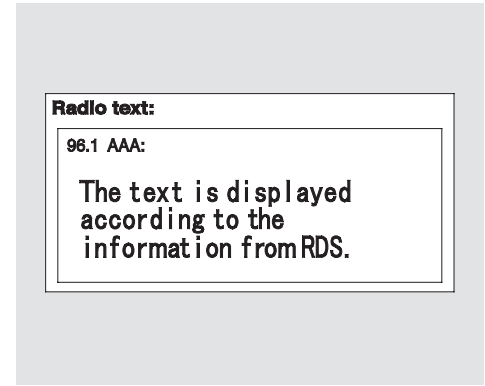 Radio text:
96.1 AAA:
The text is displayed
according to the
information from RDS.